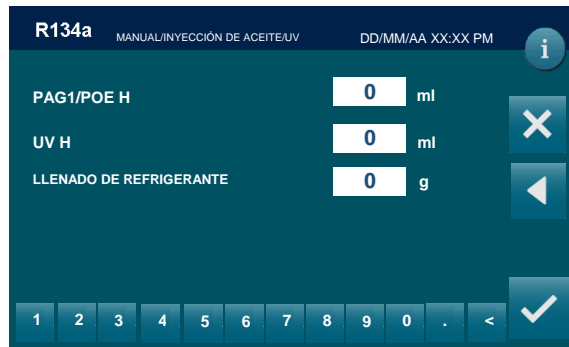 R134a MANUAL/INYECCIÓN DE ACEITE/UV DD/MM/AA XX:XX PM
i
PAG1/POE H 0 ml
UV H 0 ml
LLENADO DE REFRIGERANTE 0 g
1 2 3 4 5 6 7 8 9 0 . <